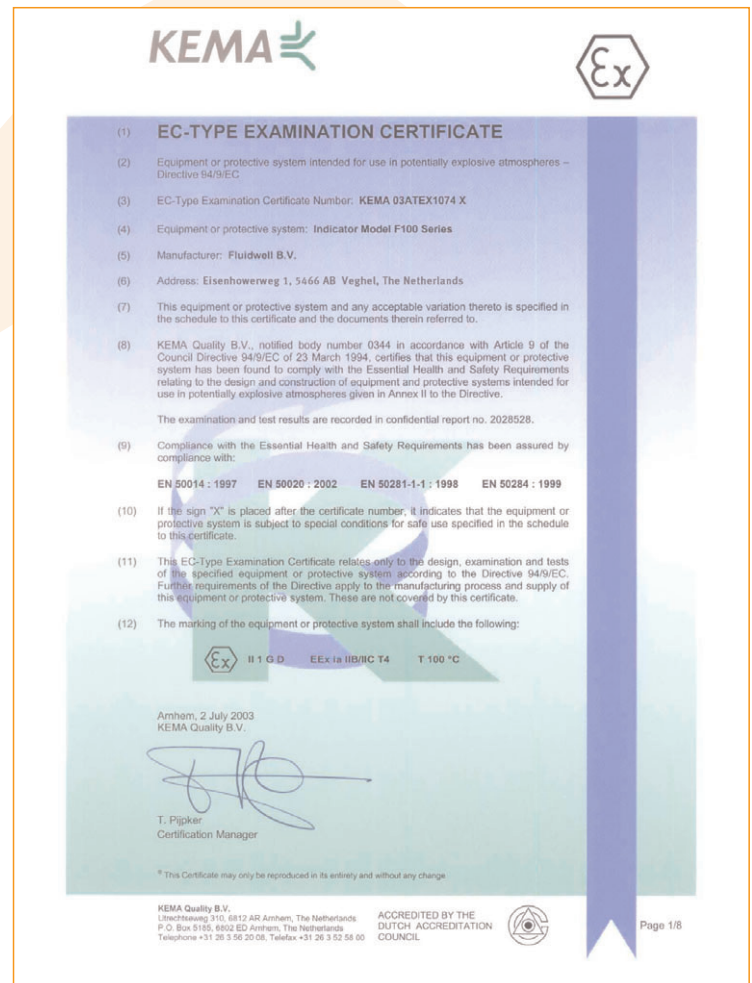 KEMA
Ex
(1) EC-TYPE EXAMINATION CERTIFICATE
(2) Equipment or protective system intended for use in potentially explosive atmospheres –
Directive 94/9/EC
(3) EC-Type Examination Certificate Number: KEMA 03ATEX1074 X
(4) Equipment or protective system: Indicator Model F100 Series
(5) Manufacturer: Fluidwell B.V.
(6) Address: Eisenhowerweg 1, 5466 AB Veghel, The Netherlands
(7) This equipment or protective system and any acceptable variation thereto is specified in
the schedule to this certificate and the documents therein referred to.
(8) KEMA Quality B.V., notified body number 0344 in accordance with Article 9 of the
Council Directive 94/9/EC of 23 March 1994, certifies that this equipment or protective
system has been found to comply with the Essential Health and Safety Requirements
relating to the design and construction of equipment and protective systems intended for
use in potentially explosive atmospheres given in Annex II to the Directive.
The examination and test results are recorded in confidential report no. 2028528.
(9) Compliance with the Essential Health and Safety Requirements has been assured by
compliance with:
EN 50014 : 1997 EN 50020 : 2002 EN 50281-1-1 : 1998 EN 50284 : 1999
(10) If the sign "X" is placed after the certificate number, it indicates that the equipment or
protective system is subject to special conditions for safe use specified in the schedule
to this certificate.
(11) This EC-Type Examination Certificate relates only to the design, examination and tests
of the specified equipment or protective system according to the Directive 94/9/EC.
Further requirements of the Directive apply to the manufacturing process and supply of
this equipment or protective system. These are not covered by this certificate.
(12) The marking of the equipment or protective system shall include the following:
Ex II 1 G D EEx ia IIB/IIC T4 T 100 °C
Arnhem, 2 July 2003
KEMA Quality B.V.
T. Pijpker
Certification Manager
® This Certificate may only be reproduced in its entirety and without any change
KEMA Quality B.V.
Utrechtseweg 310, 6812 AR Arnhem, The Netherlands
P.O. Box 5185, 6802 ED Arnhem, The Netherlands
Telephone +31 26 3 56 20 08, Telefax +31 26 3 52 58 00
ACCREDITED BY THE
DUTCH ACCREDITATION
COUNCIL
Page 1/8